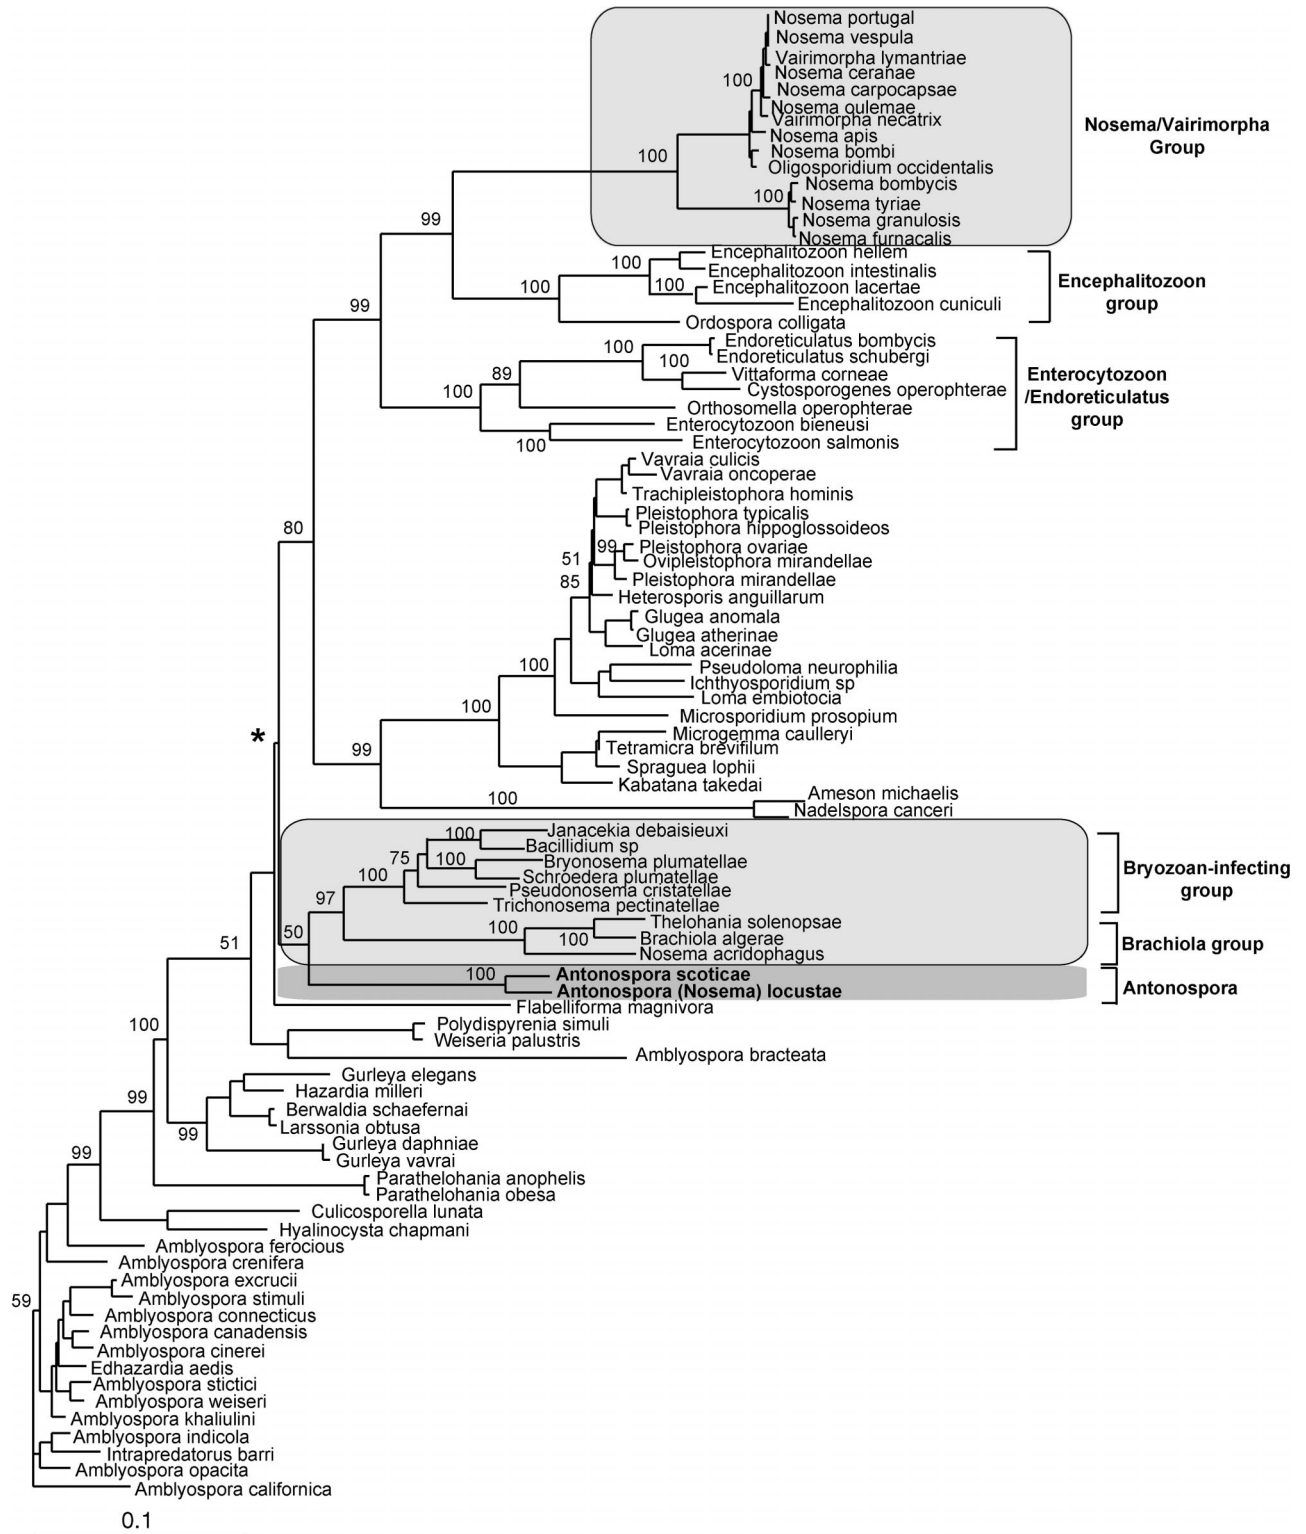 Nosema portugal
Nosema vespula
Vairimorpha lymantriae
Nosema ceranae
100
Nosema carpocapsae
Nosema oulemae
Vairimorpha necatrix
Nosema/Vairimorpha
Group
Nosema apis
Nosema bombi
100
Oligosporidium occidentalis
Nosema bombycis
100
Nosema tyriae
Nosema granulosis
99
Nosema furnacalis
Encephalitozoon hellem
100
Encephalitozoon intestinalis
Encephalitozoon
group
100
100
Encephalitozoon lacertae
Encephalitozoon cuniculi
99
Ordospora colligata
Endoreticulatus bombycis
100
Endoreticulatus schubergi
100
Vittaforma corneae
89
Enterocytozoon
/Endoreticulatus
group
Cystosporogenes operophterae
100
Orthosomella operophterae
Enterocytozoon bieneusi
100
Enterocytozoon salmonis
Vavraia culicis
Vavraia oncoperae
Trachipleistophora hominis
Pleistophora typicalis
80
Pleistophora hippoglossoideos
99
Pleistophora ovariae
51
Ovipleistophora mirandellae
85
Pleistophora mirandellae
Heterosporis anguillarum
Glugea anomala
Glugea atherinae
Loma acerinae
100
Pseudoloma neurophilia
Ichthyosporidium sp
Loma embiotocia
100
Microsporidium prosopium
*
Microgemma caulleryi
99
Tetramicra brevifilum
Spraguea lophii
Kabatana takedai
100
Ameson michaelis
Nadelspora canceri
100
Janacekia debaisieuxi
Bacillidium sp
75
100
Bryonosema plumatellae
Bryozoan-infecting
group
100
Schroedera plumatellae
Pseudonosema cristatellae
97
Trichonosema pectinatellae
100
Thelohania solenopsae
50
100
Brachiola algerae
Brachiola group
51
Nosema acridophagus
100
Antonospora scoticae
Antonospora
Antonospora (Nosema) locustae
Flabelliforma magnivora
100
Polydispyrenia simuli
Weiseria palustris
Amblyospora bracteata
Gurleya elegans
99
Hazardia milleri
Berwaldia schaefernai
Larssonia obtusa
99
Gurleya daphniae
99
Gurleya vavrai
Parathelohania anophelis
Parathelohania obesa
Culicosporella lunata
Hyalinocysta chapmani
Amblyospora ferocious
Amblyospora crenifera
Amblyospora excrucii
59
Amblyospora stimuli
Amblyospora connecticus
Amblyospora canadensis
Amblyospora cinerei
Edhazardia aedis
Amblyospora stictici
Amblyospora weiseri
Amblyospora khaliulini
Amblyospora indicola
Intrapredatorus barri
Amblyospora opacita
Amblyospora californica
0.1